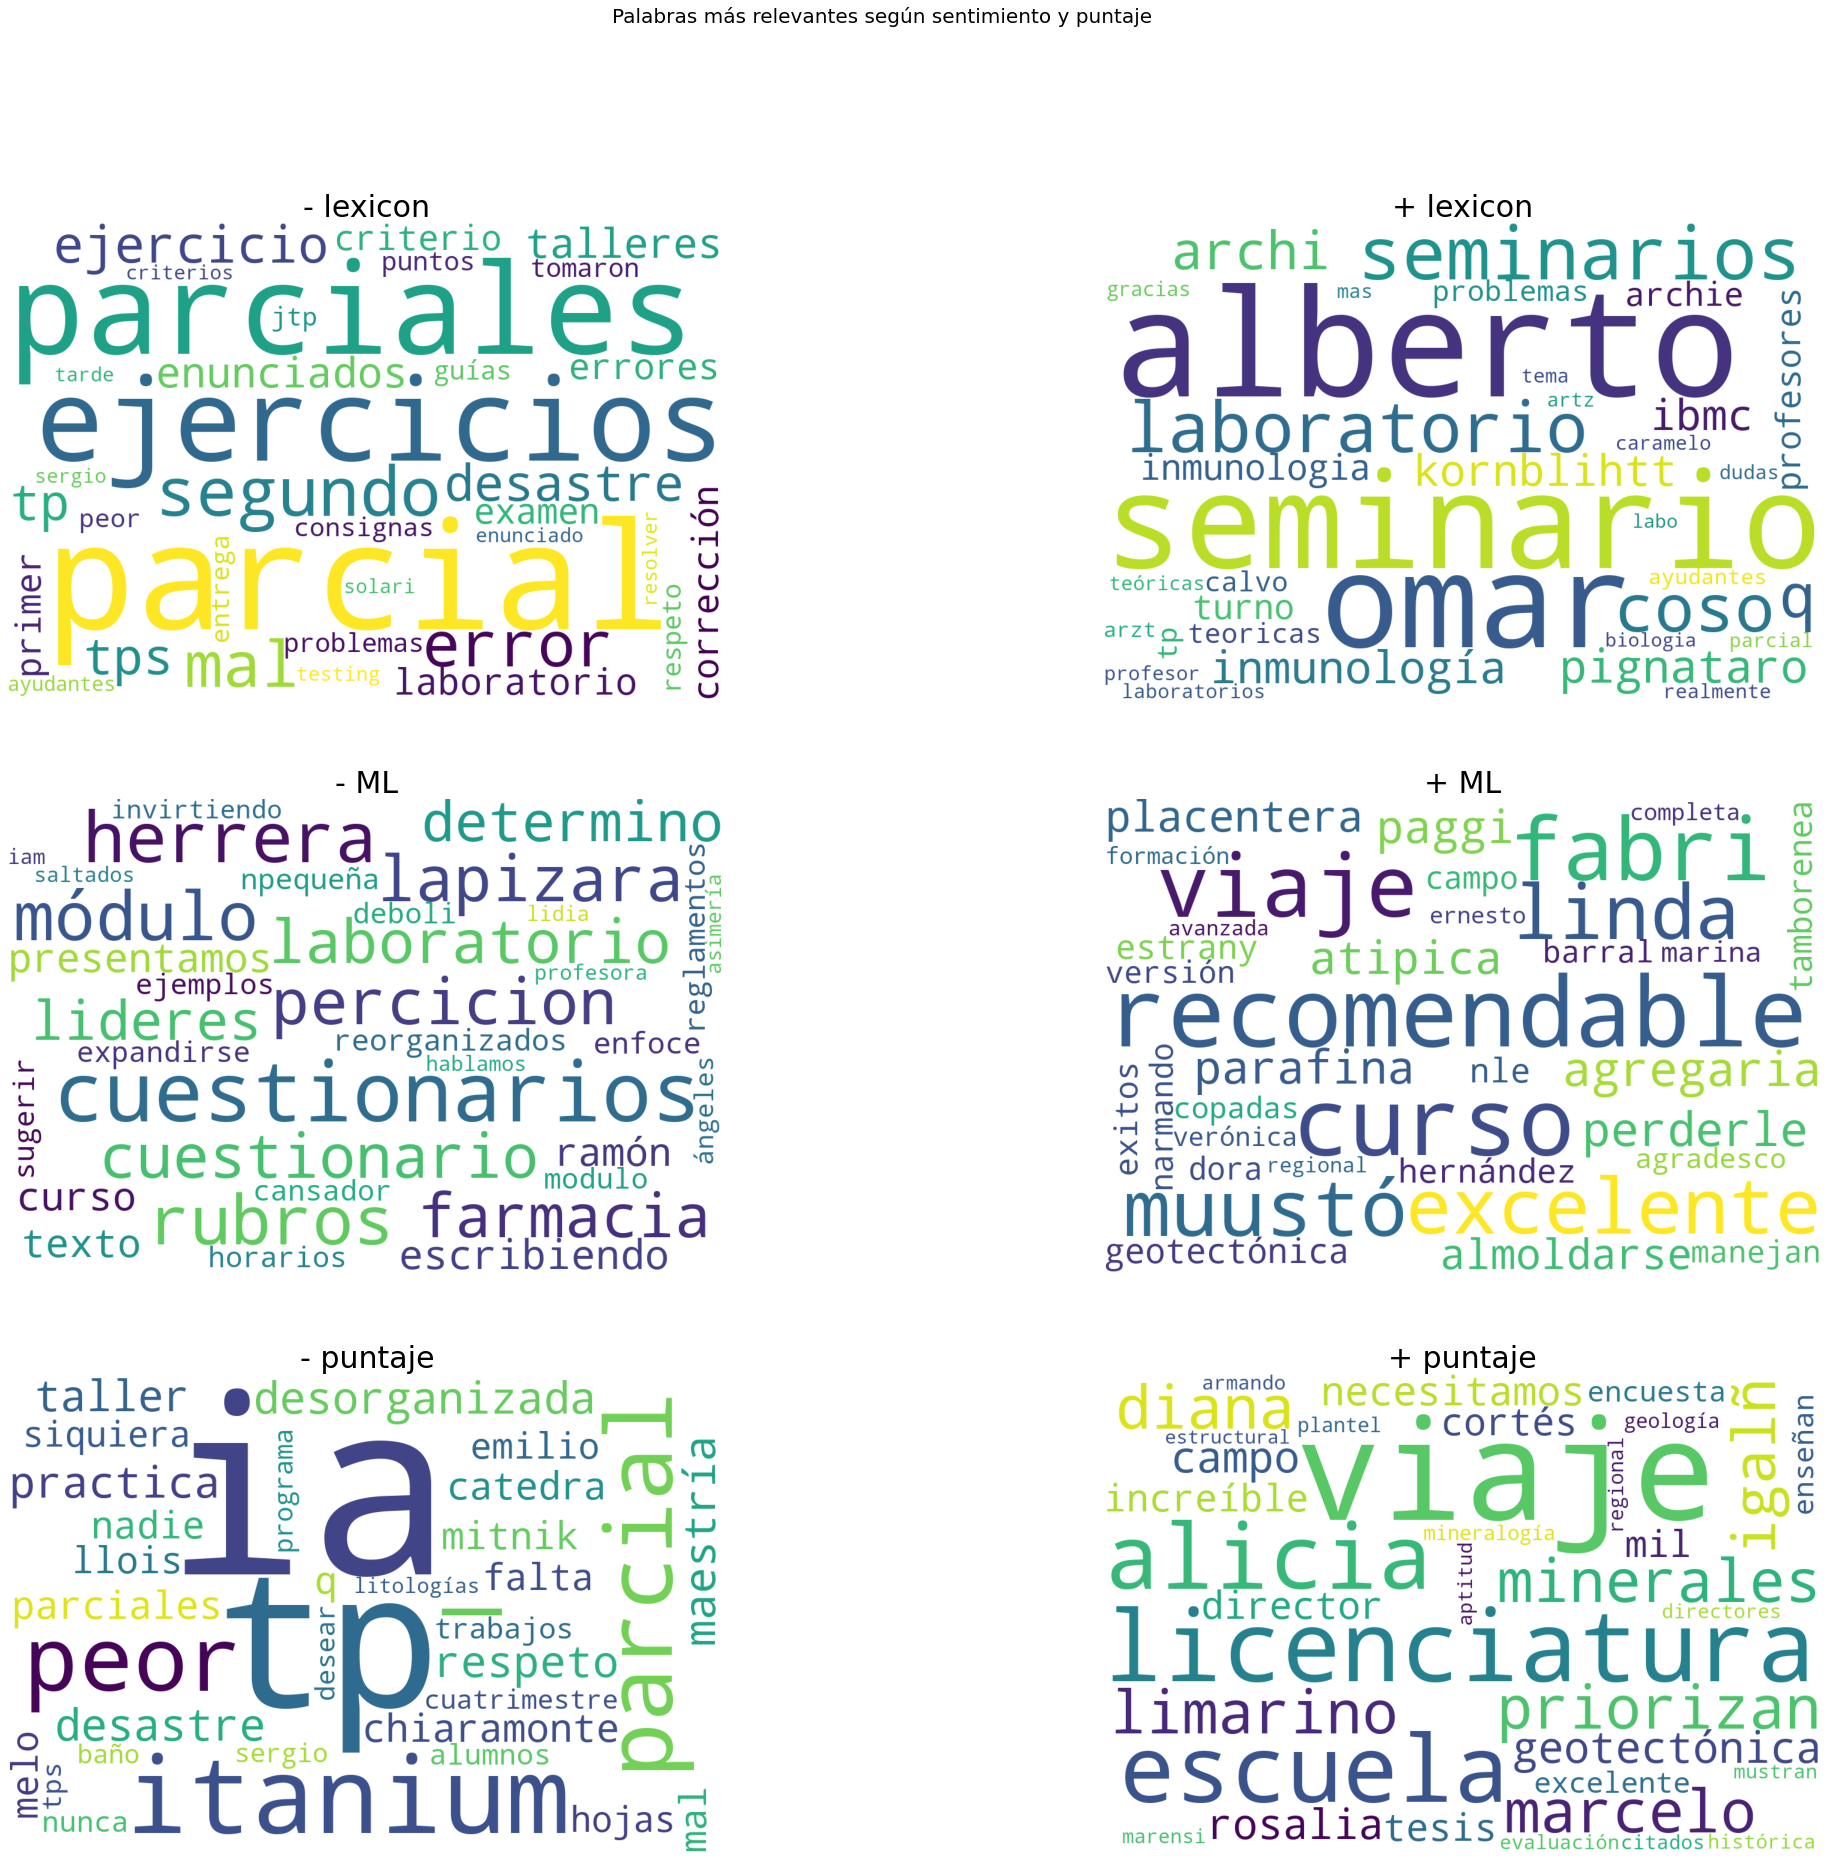 Palabras más relevantes según sentimiento y puntaje
- lexicon
ejercicio criterio talleres
criterios puntos tomaron
parciales
jtp
tarde enunciados guías errores
ejercicios
sergio segundo desastre
tp peor consignas examen
enunciado
resolver
corrección
primer
parcial
entrega
solari
respeto
tps mal problemas error
ayudantes testing laboratorio
+ lexicon
archi seminarios
gracias mas problemas archie
alberto
profesores
tema
artz
laboratorio ibmc
caramelo
inmunologia kornblihtt dudas
seminario
labo
teóricas calvo omar ayudantes
turno coso q
arzt tp teoricas biologia parcial
profesor inmunología pignataro
laboratorios realmente
- ML
invirtiendo determino
herrera
iam
saltados npequeña lapizara
reglamentos
asimería
módulo deboli lidia
presentamos laboratorio
profesora
ejemplos percicion
lideres reorganizados enfoce
expandirse hablamos
sugerir
cuestionarios
ángeles
cuestionario ramón
curso cansador modulo
texto rubros farmacia
horarios escribiendo
+ ML
placentera paggi fabri completa
tamborenea
formación viaje campo linda
avanzada ernesto
estrany atipica barral marina
versión
recomendable
exitos
narmando
parafina nle agregaria
copadas curso perderle
verónica
dora regional hernández agradesco
muustó excelente
geotectónica almoldarse manejan
- puntaje
taller desorganizada
siquiera ia emilio
programa
parcial
maestría
practica catedra
nadie mitnik
llois q litologías falta
parciales tp l
desear
trabajos
peor respeto
cuatrimestre
desastre chiaramonte
melo
baño sergio alumnos
tps
nunca itanium hojas
mal
+ puntaje
diana armando necesitamos encuesta
igaln
enseñan
plantel cortés geología
estructural
campo viaje
regional
increíble
mineralogía mil
alicia
aptitud
minerales
director directores
licenciatura
limarino priorizan
escuela geotectónica
excelente mustran
rosalia tesis marcelo
marensi evaluación citados histórica